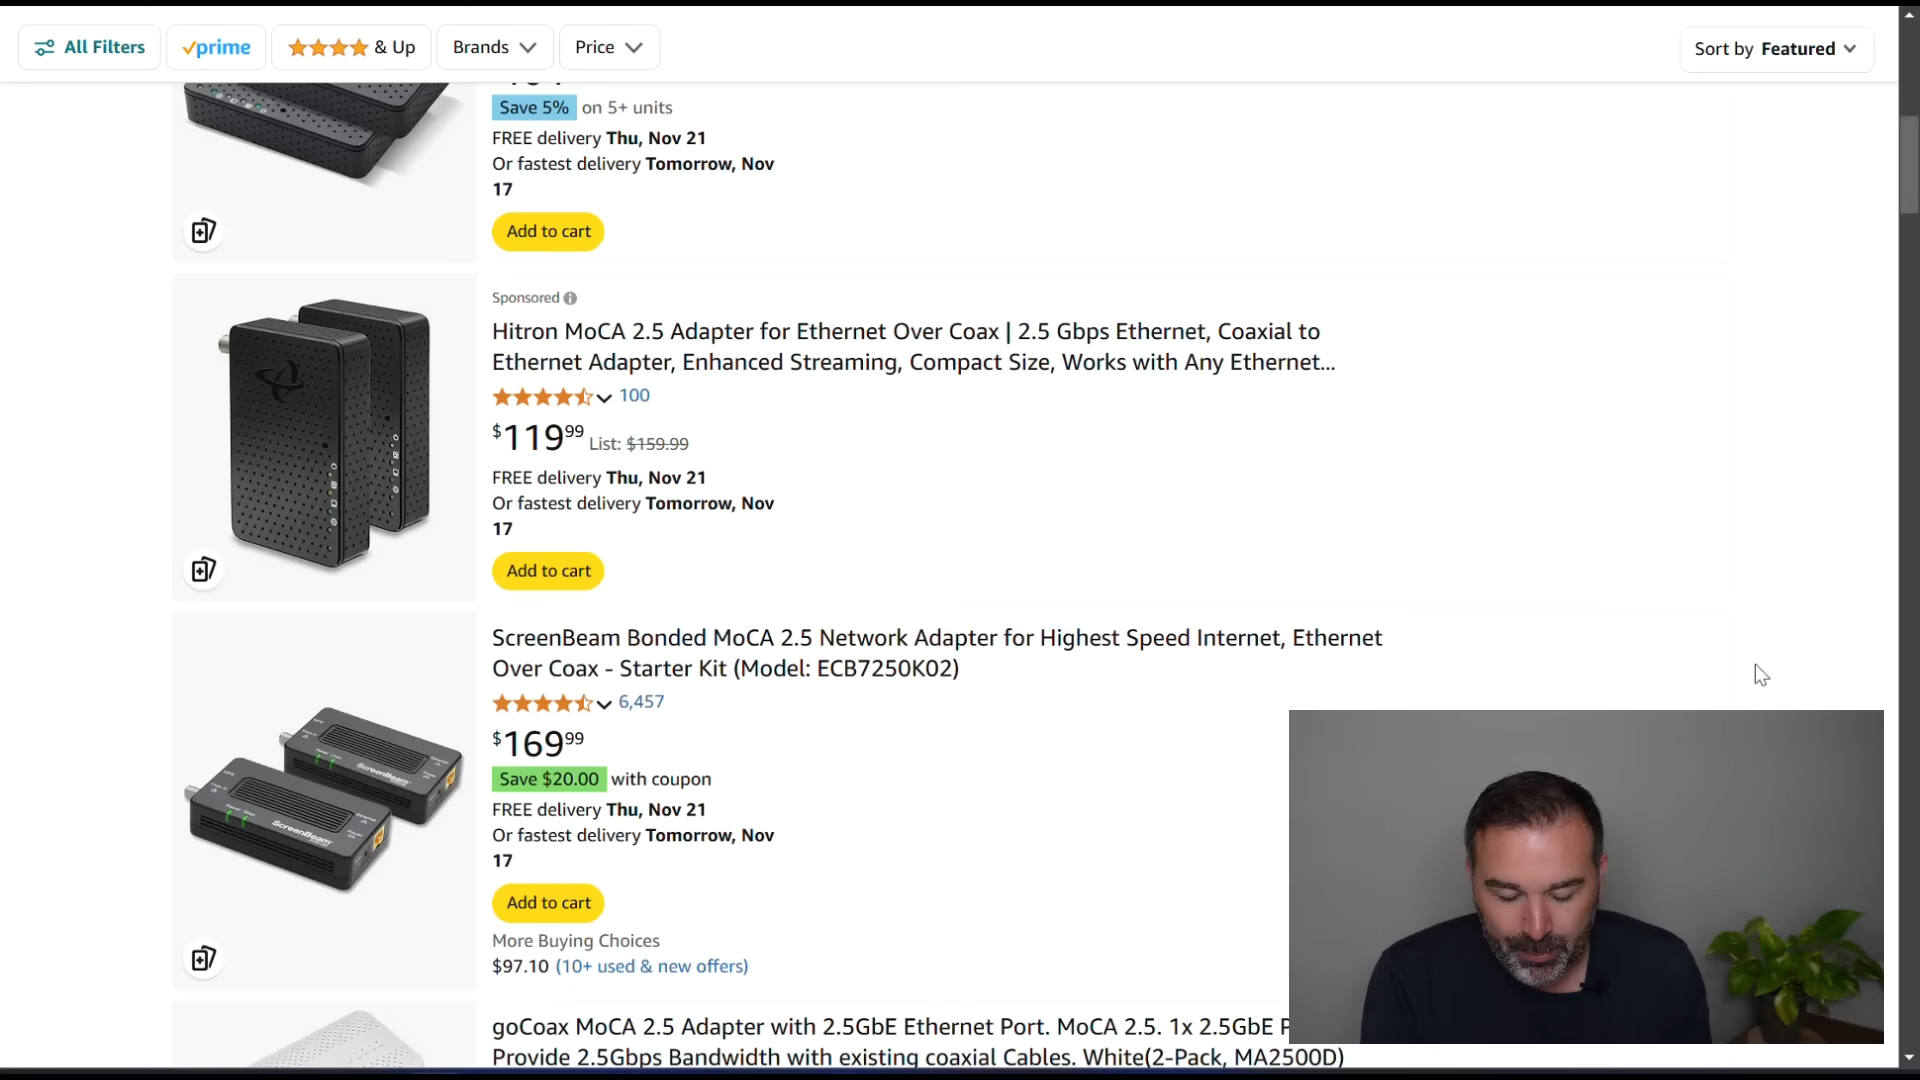 All Filters
prime
& Up
Brands
Price
Sort by Featured
Save 5% on 5+ units
FREE delivery Thu, Nov 21
Or fastest delivery Tomorrow, Nov
17
Add to cart
Sponsored
Hitron MoCA 2.5 Adapter for Ethernet Over Coax | 2.5 Gbps Ethernet, Coaxial to
Ethernet Adapter, Enhanced Streaming, Compact Size, Works with Any Ethernet...
100
$119.99 List: $159.99
FREE delivery Thu, Nov 21
Or fastest delivery Tomorrow, Nov
17
Add to cart
ScreenBeam Bonded MoCA 2.5 Network Adapter for Highest Speed Internet, Ethernet
Over Coax - Starter Kit (Model: ECB7250K02)
6,457
$169.99
Save $20.00 with coupon
FREE delivery Thu, Nov 21
Or fastest delivery Tomorrow, Nov
17
Add to cart
More Buying Choices
$97.10 (10+ used & new offers)
ScreenBeam
ScreenBeam
goCoax MoCA 2.5 Adapter with 2.5GbE Ethernet Port. MoCA 2.5. 1x 2.5GbE P
Provide 2.5Gbps Bandwidth with existing coaxial Cables. White(2-Pack, MA2500D)